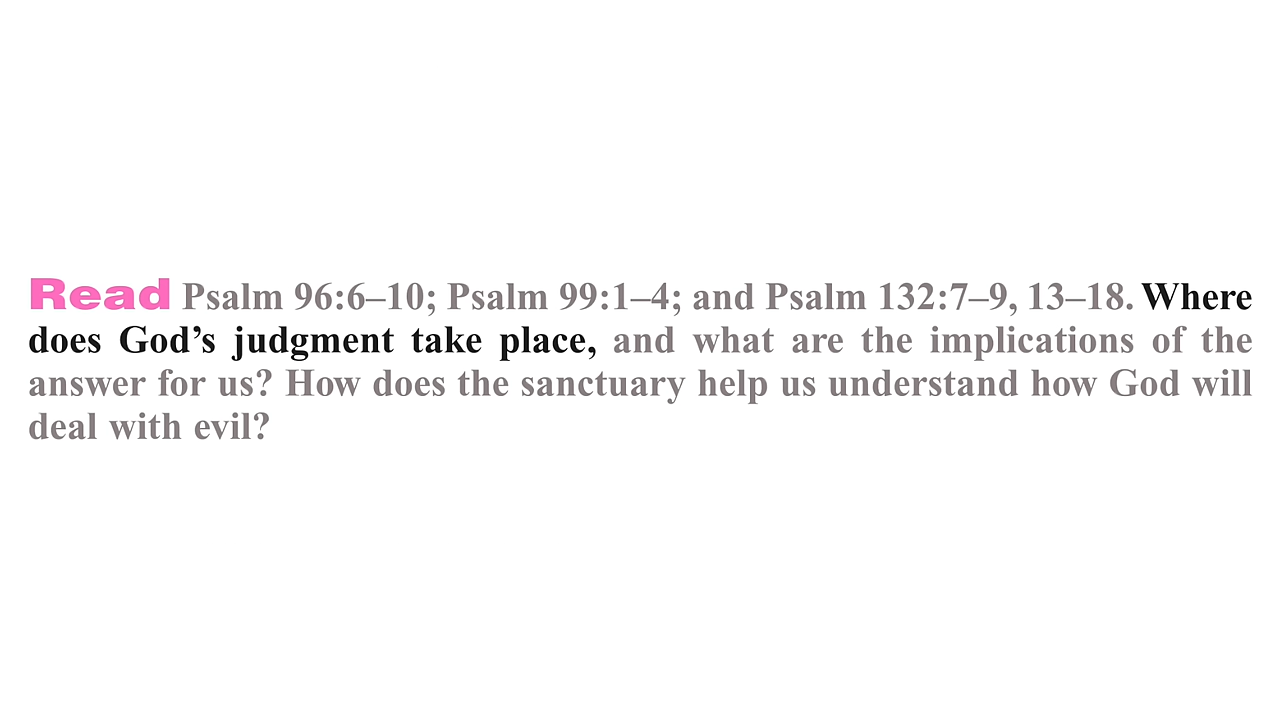 Read Psalm 96:6–10; Psalm 99:1–4; and Psalm 132:7–9, 13–18. Where
does God’s judgment take place, and what are the implications of the
answer for us? How does the sanctuary help us understand how God will
deal with evil?